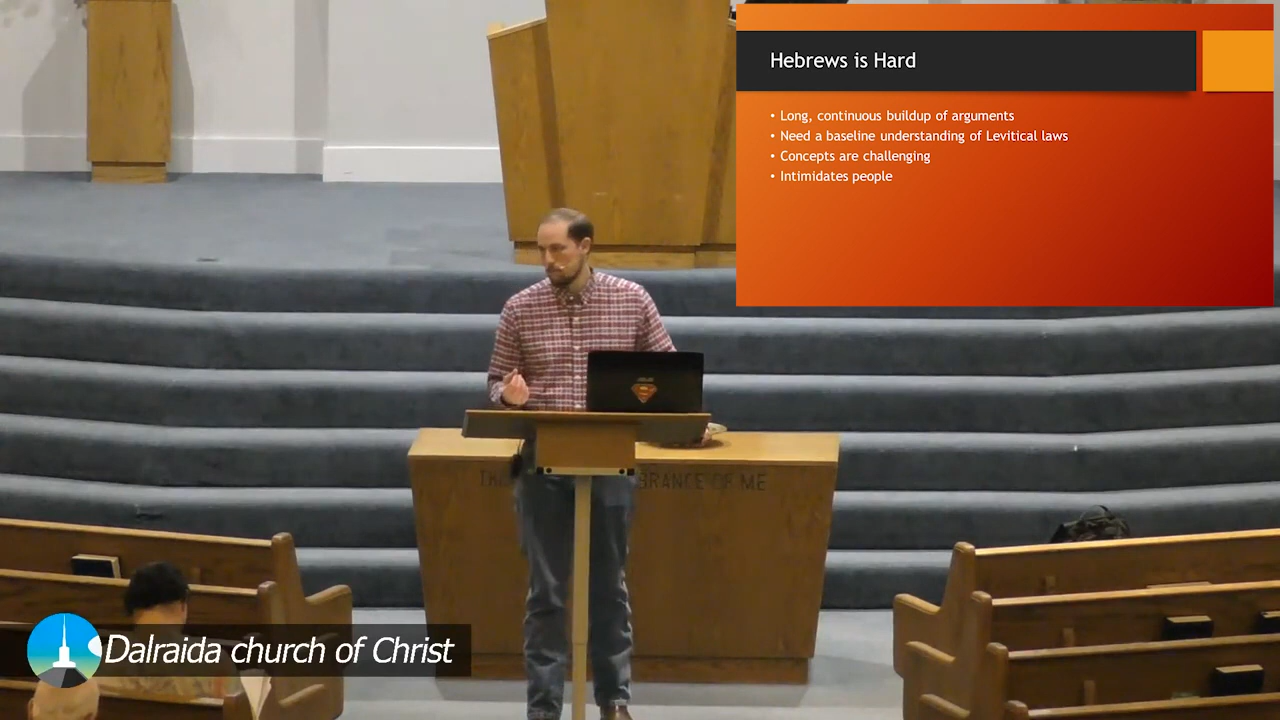 Hebrews is Hard
• Long, continuous buildup of arguments
• Need a baseline understanding of Levitical laws
• Concepts are challenging
• Intimidates people
BRANCE OF ME
Dalraida church of Christ